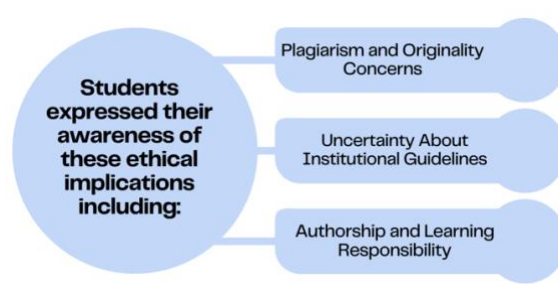 Students
expressed their
awareness of
these ethical
implications
including:
Plagiarism and Originality
Concerns
Uncertainty About
Institutional Guidelines
Authorship and Learning
Responsibility